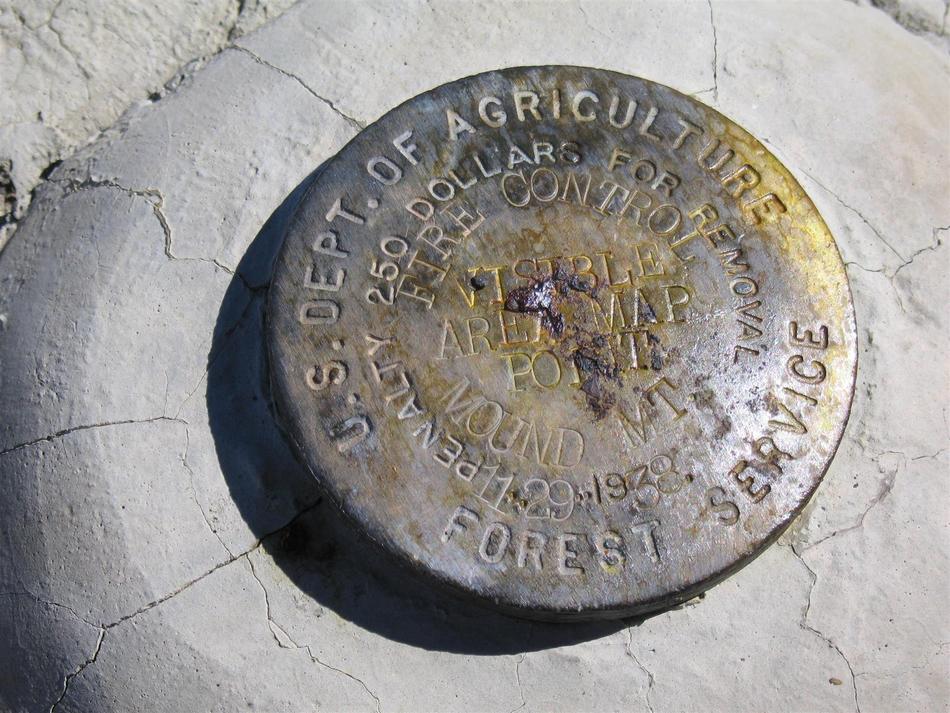 U.S. DEPT. OF AGRICULTURE
FOREST SERVICE
PENALTY 250 DOLLARS FOR REMOVAL
FIRE CONTROL
VISIBLE
AREA MAP
POINT
MOUND MT
11-29-1938.